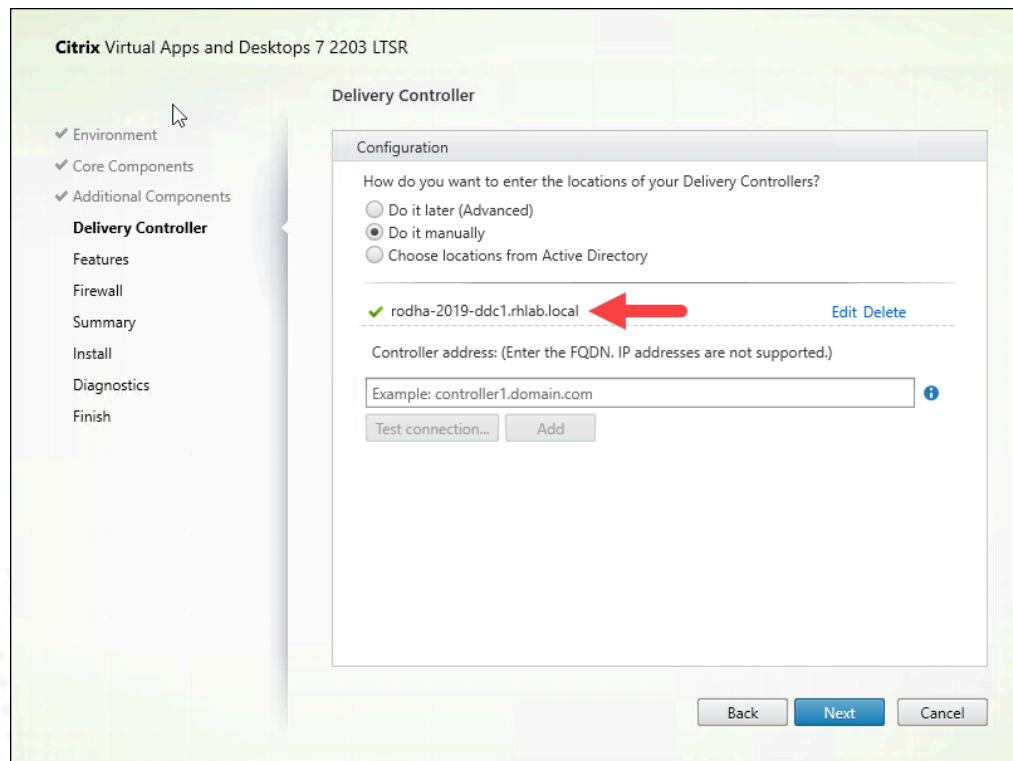 Citrix Virtual Apps and Desktops 7 2203 LTSR
Delivery Controller
Environment
Core Components
Additional Components
Delivery Controller
Features
Firewall
Summary
Install
Diagnostics
Finish
Configuration
How do you want to enter the locations of your Delivery Controllers?
Do it later (Advanced)
Do it manually
Choose locations from Active Directory
rodha-2019-ddc1.rhlab.local Edit Delete
Controller address: (Enter the FQDN. IP addresses are not supported.)
Example: controller1.domain.com
Test connection... Add
Back Next Cancel